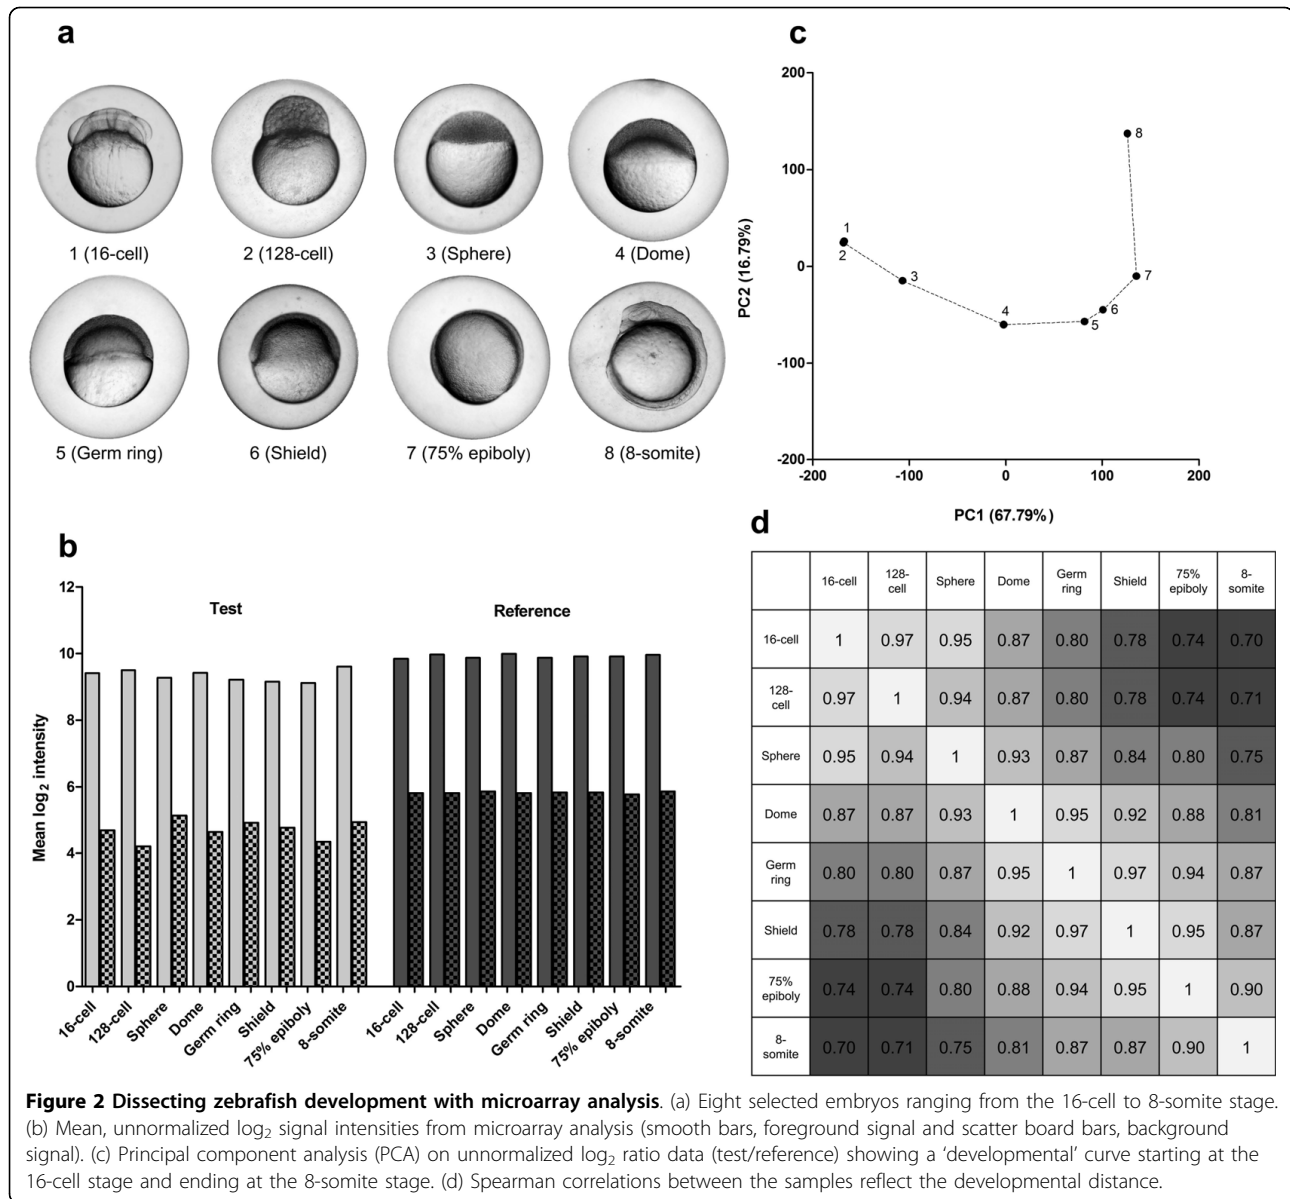 a
1 (16-cell)
2 (128-cell)
3 (Sphere)
4 (Dome)
5 (Germ ring)
6 (Shield)
7 (75% epiboly)
8 (8-somite)
b
12
10
8
6
4
2
0
Mean log₂ intensity
Test
Reference
16-cell
128-cell
Sphere
Dome
Germ ring
Shield
75% epiboly
8-somite
16-cell
128-cell
Sphere
Dome
Germ ring
Shield
75% epiboly
8-somite
c
200
100
0
-100
-200
PC2 (16.79%)
1
2
3
4
5
6
7
8
-200
-100
0
100
200
PC1 (67.79%)
d
16-cell 128- Sphere Dome Germ Shield 75% 8-
cell ring epiboly somite
16-cell 1 0.97 0.95 0.87 0.80 0.78 0.74 0.70
128-
cell 0.97 1 0.94 0.87 0.80 0.78 0.74 0.71
Sphere 0.95 0.94 1 0.93 0.87 0.84 0.80 0.75
Dome 0.87 0.87 0.93 1 0.95 0.92 0.88 0.81
Germ
ring 0.80 0.80 0.87 0.95 1 0.97 0.94 0.87
Shield 0.78 0.78 0.84 0.92 0.97 1 0.95 0.87
75%
epiboly 0.74 0.74 0.80 0.88 0.94 0.95 1 0.90
8-
somite 0.70 0.71 0.75 0.81 0.87 0.87 0.90 1
Figure 2 Dissecting zebrafish development with microarray analysis. (a) Eight selected embryos ranging from the 16-cell to 8-somite stage.
(b) Mean, unnormalized log₂ signal intensities from microarray analysis (smooth bars, foreground signal and scatter board bars, background
signal). (c) Principal component analysis (PCA) on unnormalized log₂ ratio data (test/reference) showing a ‘developmental’ curve starting at the
16-cell stage and ending at the 8-somite stage. (d) Spearman correlations between the samples reflect the developmental distance.